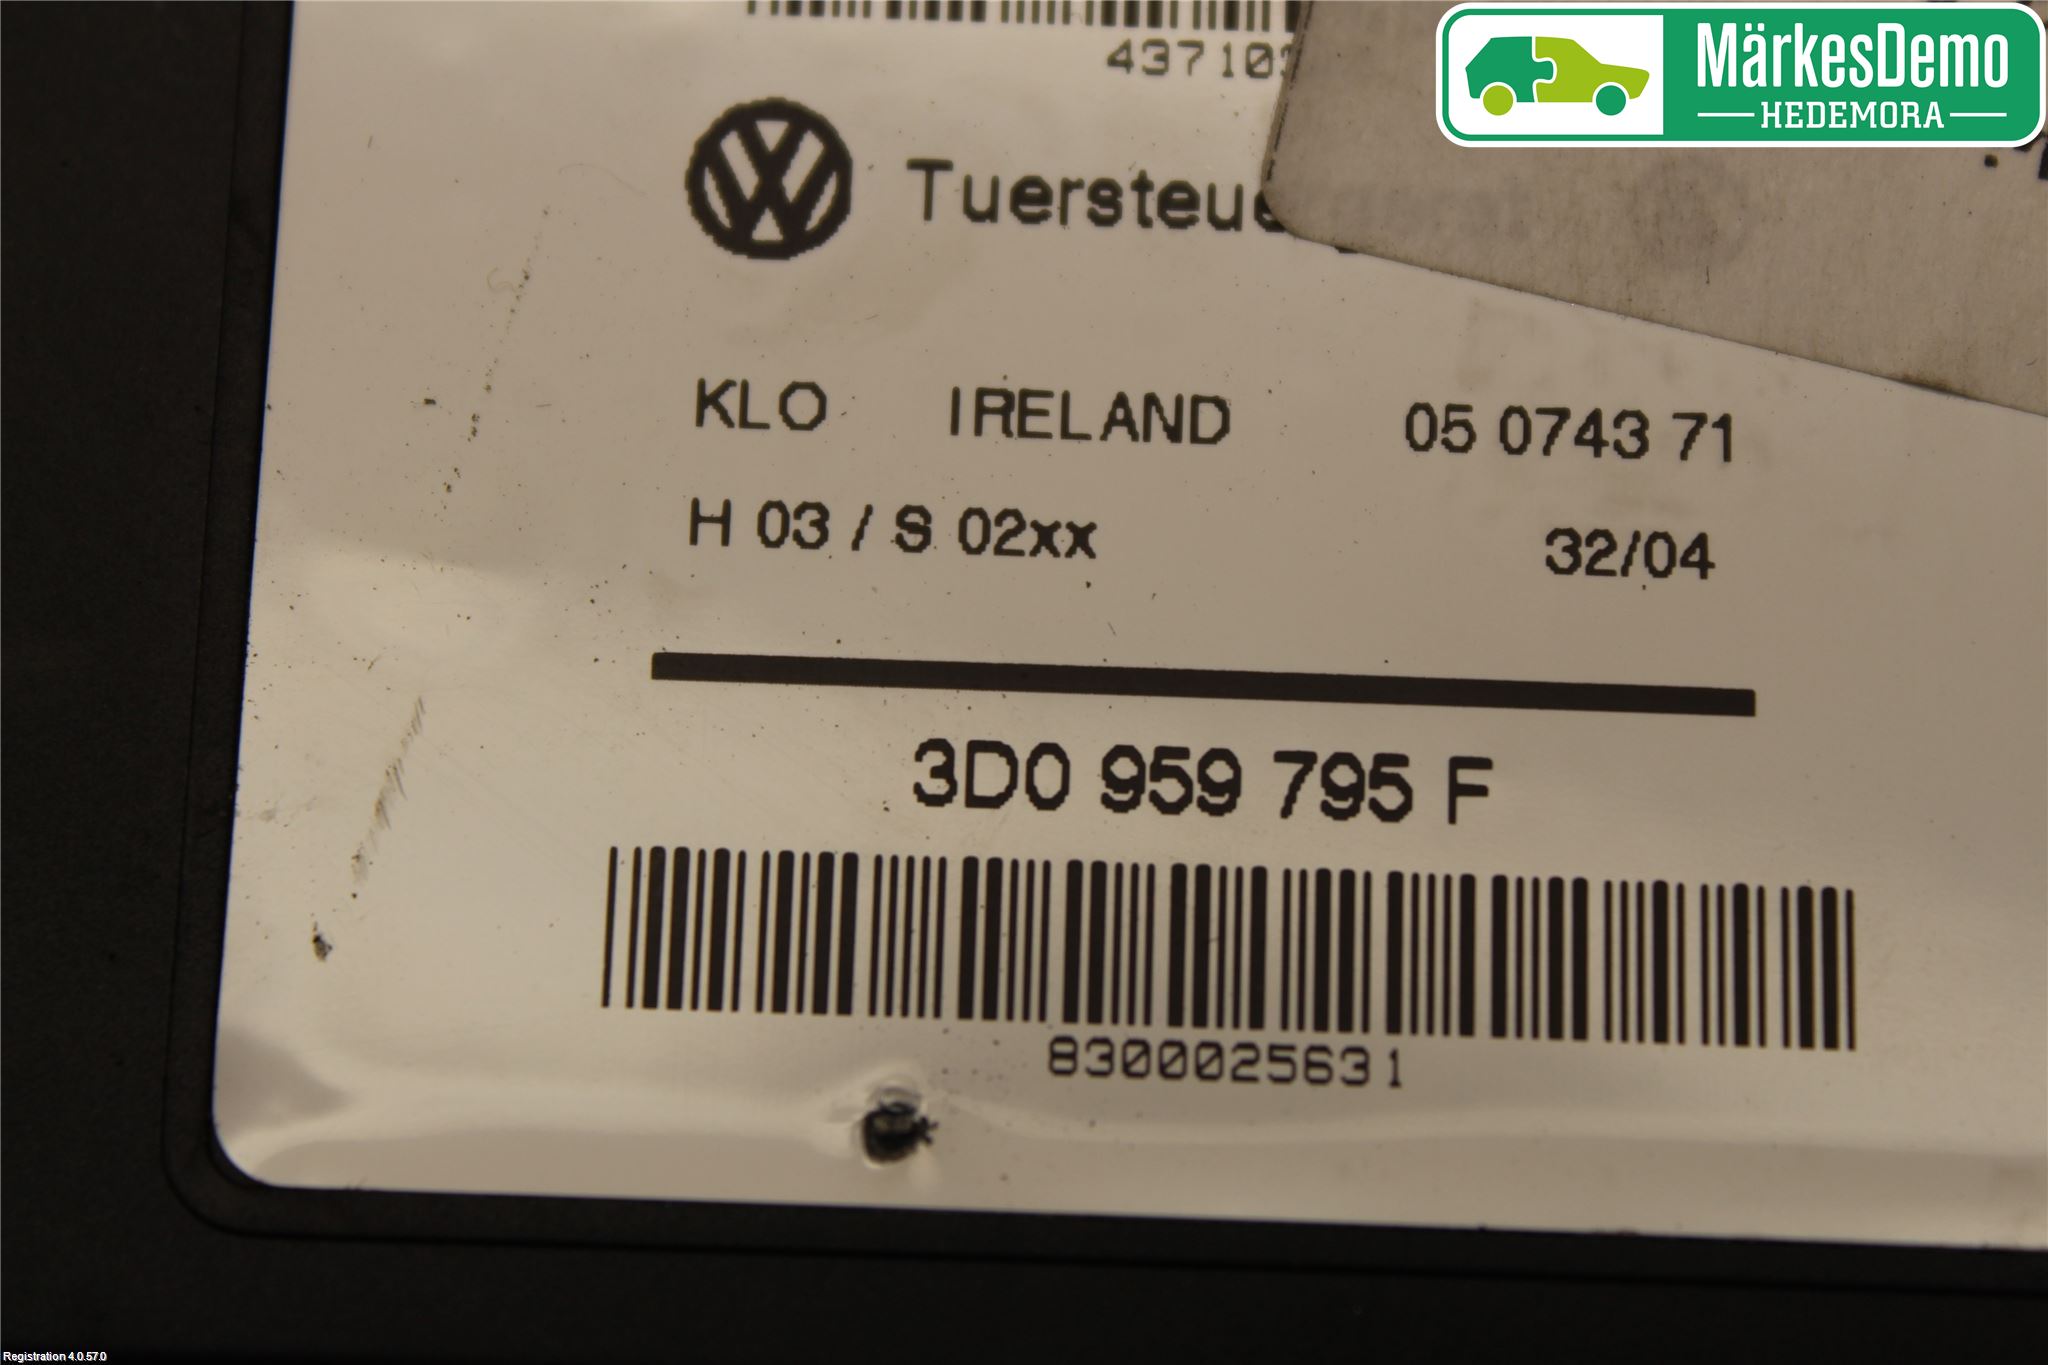 MärkesDemo
HEDEMORA
Tuersteue
KLO IRELAND 05 0743 71
H 03 / S 02xx 32/04
3D0 959 795 F
8300025631
Registration 4.0.57.0